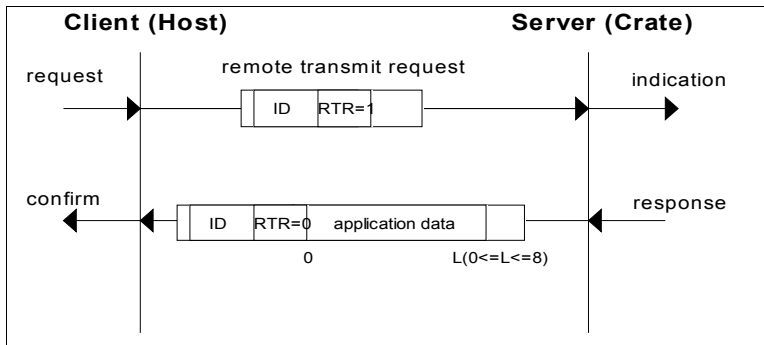 Client (Host) Server (Crate)
request remote transmit request indication
ID RTR=1
confirm response
ID RTR=0 application data
0 L(0<=L<=8)